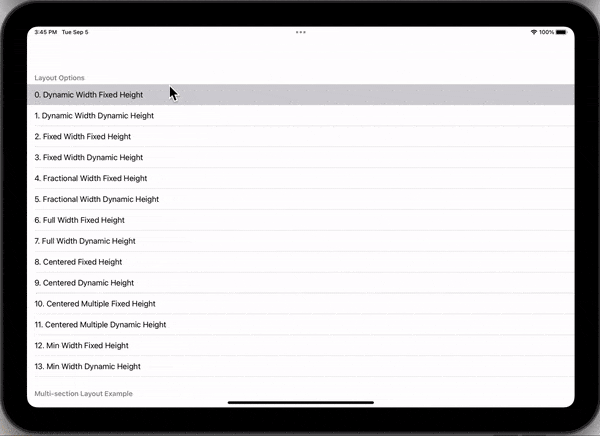 3:45 PM Tue Sep 5
100%
Layout Options
0. Dynamic Width Fixed Height
1. Dynamic Width Dynamic Height
2. Fixed Width Fixed Height
3. Fixed Width Dynamic Height
4. Fractional Width Fixed Height
5. Fractional Width Dynamic Height
6. Full Width Fixed Height
7. Full Width Dynamic Height
8. Centered Fixed Height
9. Centered Dynamic Height
10. Centered Multiple Fixed Height
11. Centered Multiple Dynamic Height
12. Min Width Fixed Height
13. Min Width Dynamic Height
Multi-section Layout Example